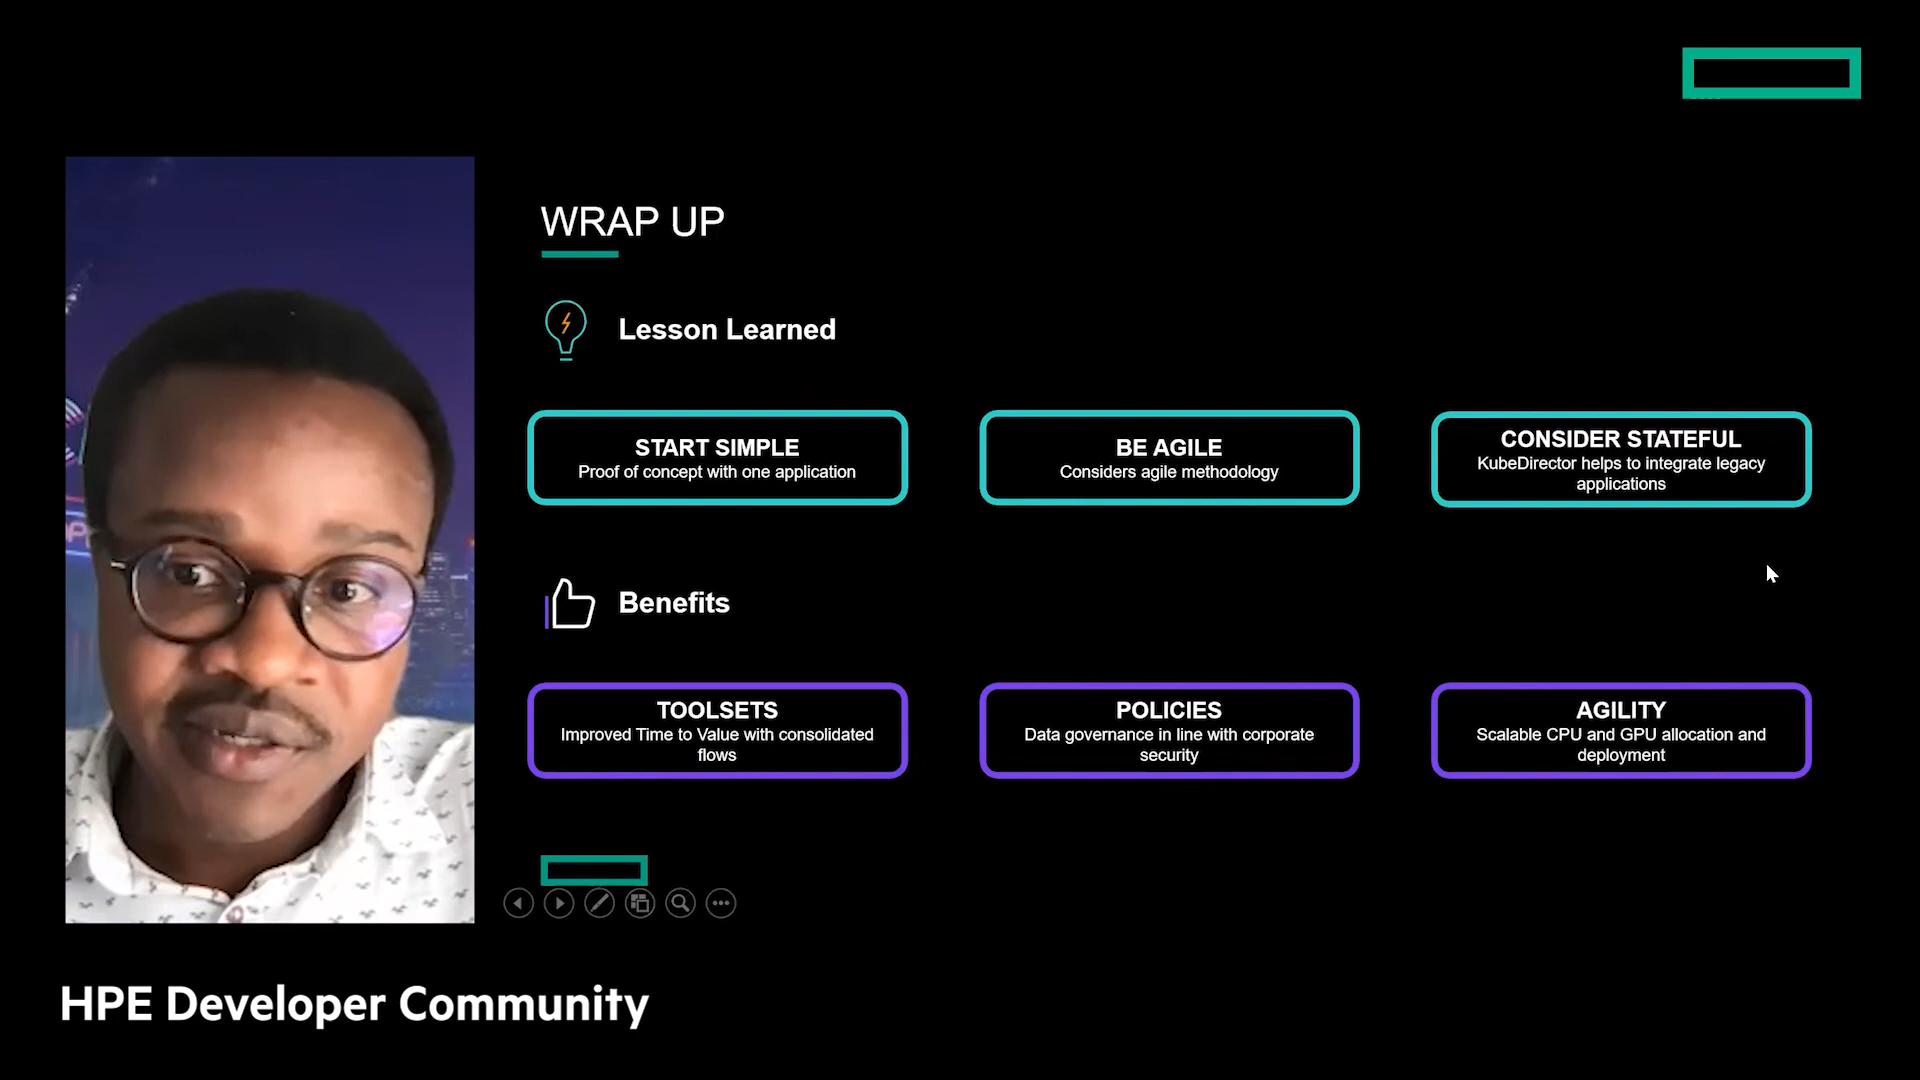 WRAP UP
Lesson Learned
START SIMPLE
Proof of concept with one application
BE AGILE
Considers agile methodology
CONSIDER STATEFUL
KubeDirector helps to integrate legacy
applications
Benefits
TOOLSETS
Improved Time to Value with consolidated
flows
POLICIES
Data governance in line with corporate
security
AGILITY
Scalable CPU and GPU allocation and
deployment
HPE Developer Community